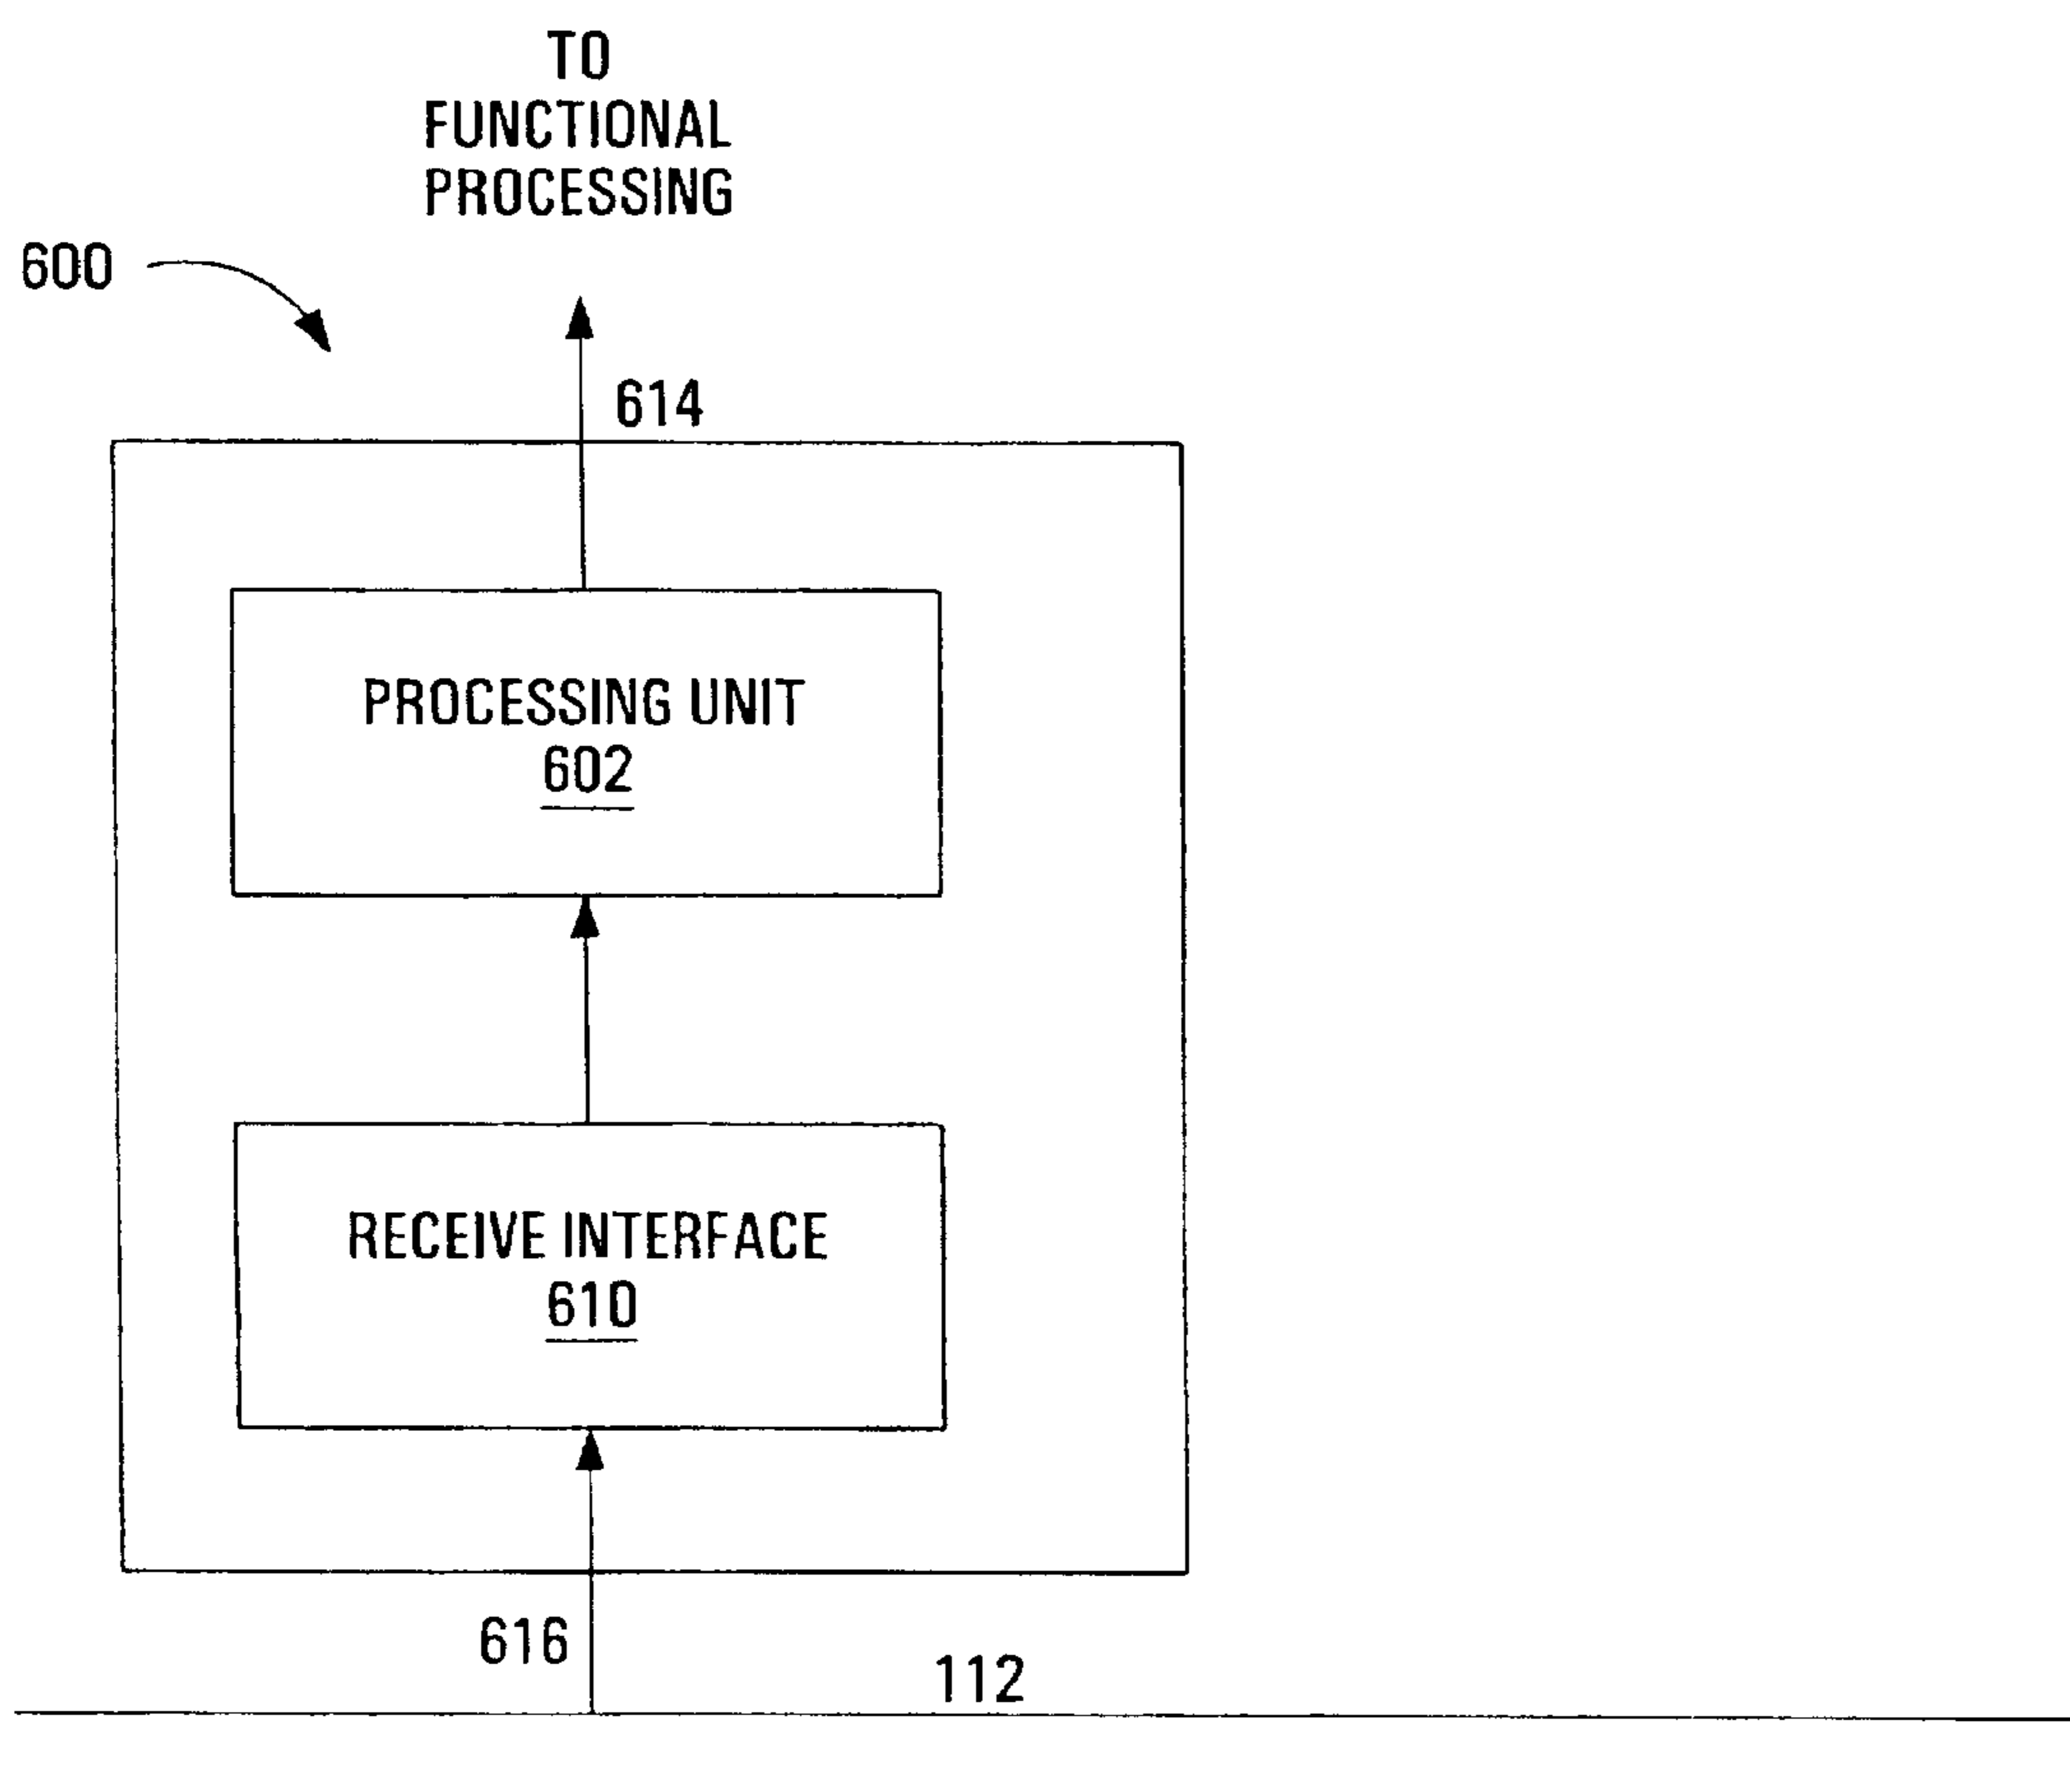 TO
FUNCTIONAL
PROCESSING
600
614
PROCESSING UNIT
602
RECEIVE INTERFACE
610
616
112